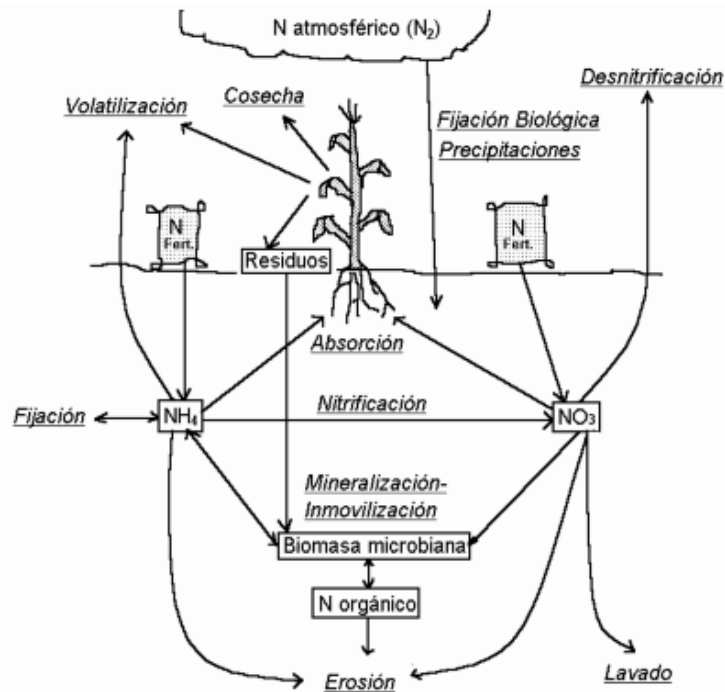 N atmosférico (N₂)
Desnitrificación
Volatilización
Cosecha
Fijación Biológica
Precipitaciones
N
Fert.
N
Fert.
Residuos
Absorción
Fijación
NH₄
Nitrificación
NO₃
Mineralización-
Inmovilización
Biomasa microbiana
N orgánico
Erosión
Lavado